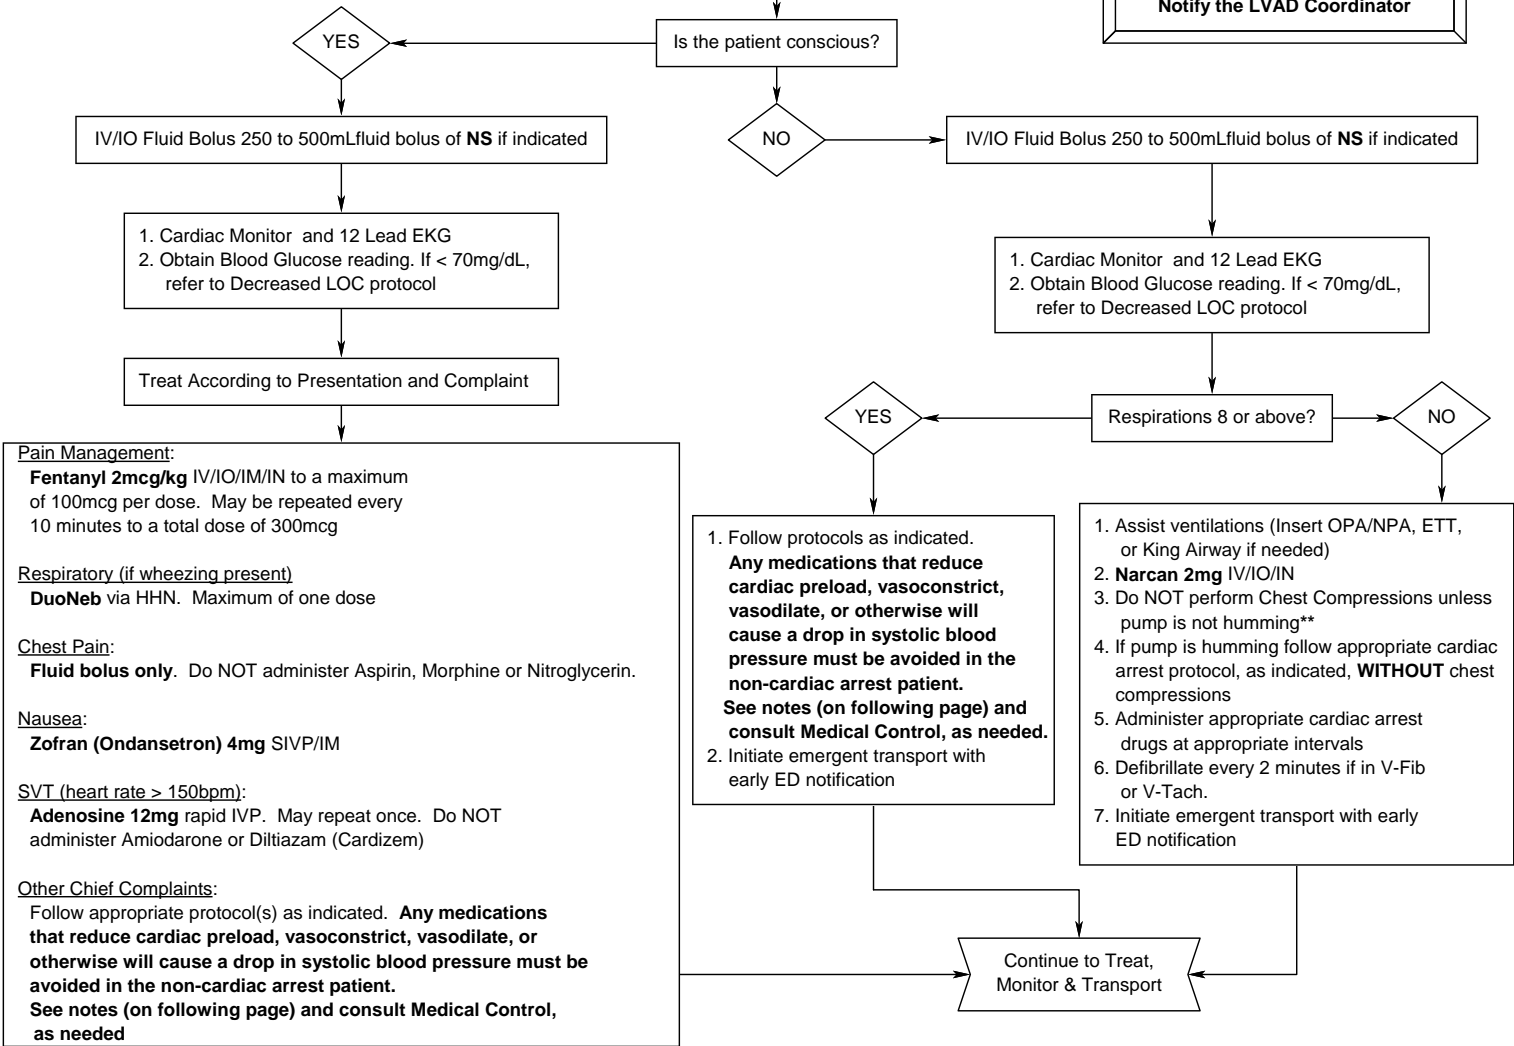 Notify the LVAD Coordinator
Is the patient conscious?
YES
NO
IV/IO Fluid Bolus 250 to 500mLfluid bolus of NS if indicated
1. Cardiac Monitor and 12 Lead EKG
2. Obtain Blood Glucose reading. If < 70mg/dL,
refer to Decreased LOC protocol
Treat According to Presentation and Complaint
Pain Management:
Fentanyl 2mcg/kg IV/IO/IM/IN to a maximum
of 100mcg per dose. May be repeated every
10 minutes to a total dose of 300mcg
Respiratory (if wheezing present)
DuoNeb via HHN. Maximum of one dose
Chest Pain:
Fluid bolus only. Do NOT administer Aspirin, Morphine or Nitroglycerin.
Nausea:
Zofran (Ondansetron) 4mg SIVP/IM
SVT (heart rate > 150bpm):
Adenosine 12mg rapid IVP. May repeat once. Do NOT
administer Amiodarone or Diltiazam (Cardizem)
Other Chief Complaints:
Follow appropriate protocol(s) as indicated. Any medications
that reduce cardiac preload, vasoconstrict, vasodilate, or
otherwise will cause a drop in systolic blood pressure must be
avoided in the non-cardiac arrest patient.
See notes (on following page) and consult Medical Control,
as needed
IV/IO Fluid Bolus 250 to 500mLfluid bolus of NS if indicated
1. Cardiac Monitor and 12 Lead EKG
2. Obtain Blood Glucose reading. If < 70mg/dL,
refer to Decreased LOC protocol
Respirations 8 or above?
YES
NO
1. Follow protocols as indicated.
Any medications that reduce
cardiac preload, vasoconstrict,
vasodilate, or otherwise will
cause a drop in systolic blood
pressure must be avoided in the
non-cardiac arrest patient.
See notes (on following page) and
consult Medical Control, as needed.
2. Initiate emergent transport with
early ED notification
1. Assist ventilations (Insert OPA/NPA, ETT,
or King Airway if needed)
2. Narcan 2mg IV/IO/IN
3. Do NOT perform Chest Compressions unless
pump is not humming**
4. If pump is humming follow appropriate cardiac
arrest protocol, as indicated, WITHOUT chest
compressions
5. Administer appropriate cardiac arrest
drugs at appropriate intervals
6. Defibrillate every 2 minutes if in V-Fib
or V-Tach.
7. Initiate emergent transport with early
ED notification
Continue to Treat,
Monitor & Transport